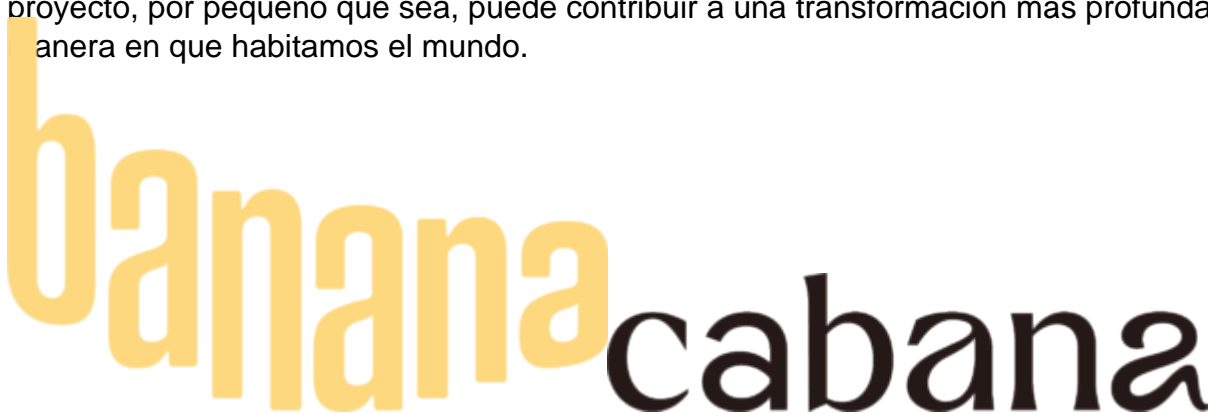 proyecto, por pequeño que sea, puede contribuir a una transformación más profunda
anera en que habitamos el mundo.
banana
cabana